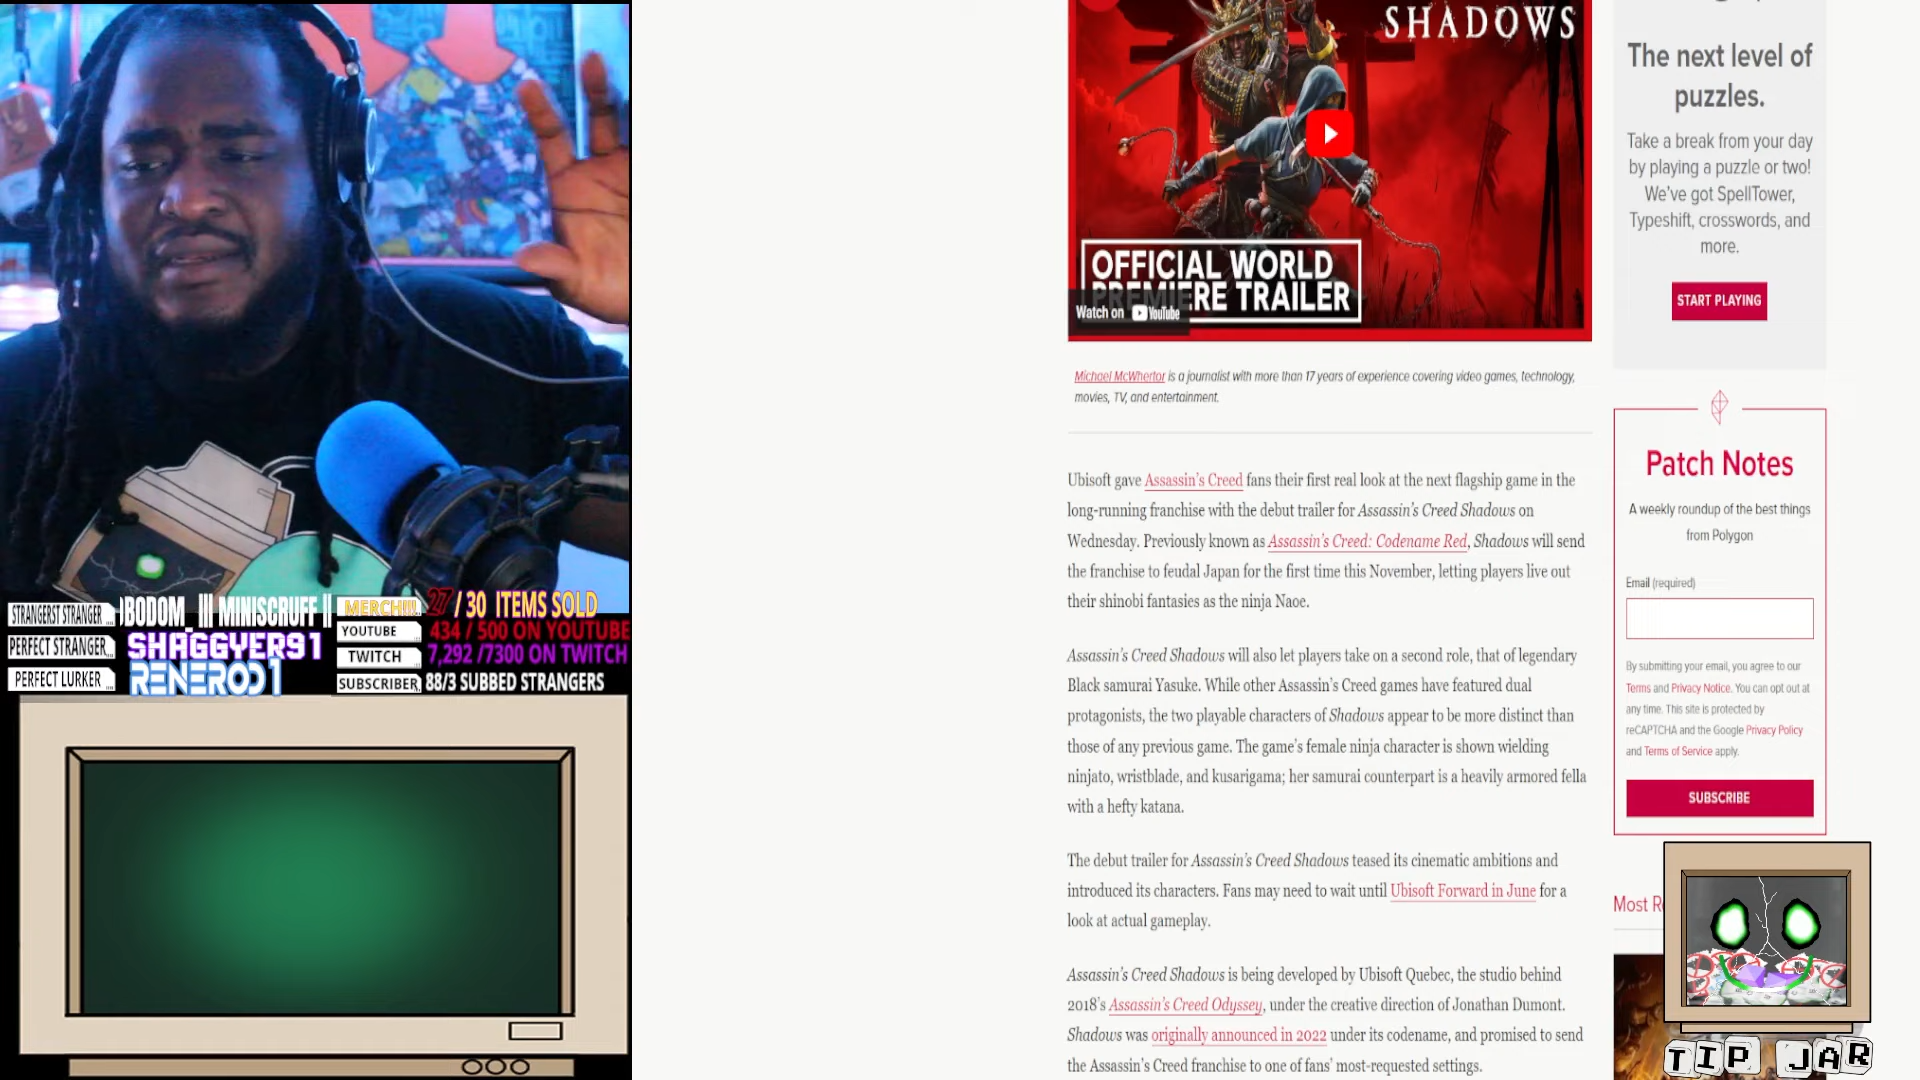 STRANGERST STRANGER
BODOM_ ||| MINISCRUFF ||
PERFECT STRANGER
SHAGGYER91
PERFECT LURKER
RENEROD1
MERCH!!! 27 / 30 ITEMS SOLD
YOUTUBE 434 / 500 ON YOUTUBE
TWITCH 7,292 /7300 ON TWITCH
SUBSCRIBER 88/3 SUBBED STRANGERS
SHADOWS
OFFICIAL WORLD
PREMIERE TRAILER
Watch on YouTube
Michael McWhertor is a journalist with more than 17 years of experience covering video games, technology,
movies, TV, and entertainment.
Ubisoft gave Assassin's Creed fans their first real look at the next flagship game in the
long-running franchise with the debut trailer for Assassin's Creed Shadows on
Wednesday. Previously known as Assassin's Creed: Codename Red, Shadows will send
the franchise to feudal Japan for the first time this November, letting players live out
their shinobi fantasies as the ninja Naoe.
Assassin's Creed Shadows will also let players take on a second role, that of legendary
Black samurai Yasuke. While other Assassin's Creed games have featured dual
protagonists, the two playable characters of Shadows appear to be more distinct than
those of any previous game. The game's female ninja character is shown wielding
ninjato, wristblade, and kusarigama; her samurai counterpart is a heavily armored fella
with a hefty katana.
The debut trailer for Assassin's Creed Shadows teased its cinematic ambitions and
introduced its characters. Fans may need to wait until Ubisoft Forward in June for a
look at actual gameplay.
Assassin's Creed Shadows is being developed by Ubisoft Quebec, the studio behind
2018's Assassin's Creed Odyssey, under the creative direction of Jonathan Dumont.
Shadows was originally announced in 2022 under its codename, and promised to send
the Assassin's Creed franchise to one of fans' most-requested settings.
The next level of
puzzles.
Take a break from your day
by playing a puzzle or two!
We've got SpellTower,
Typeshift, crosswords, and
more.
START PLAYING
Patch Notes
A weekly roundup of the best things
from Polygon
Email (required)
By submitting your email, you agree to our
Terms and Privacy Notice. You can opt out at
any time. This site is protected by
reCAPTCHA and the Google Privacy Policy
and Terms of Service apply.
SUBSCRIBE
Most
TIP JAR